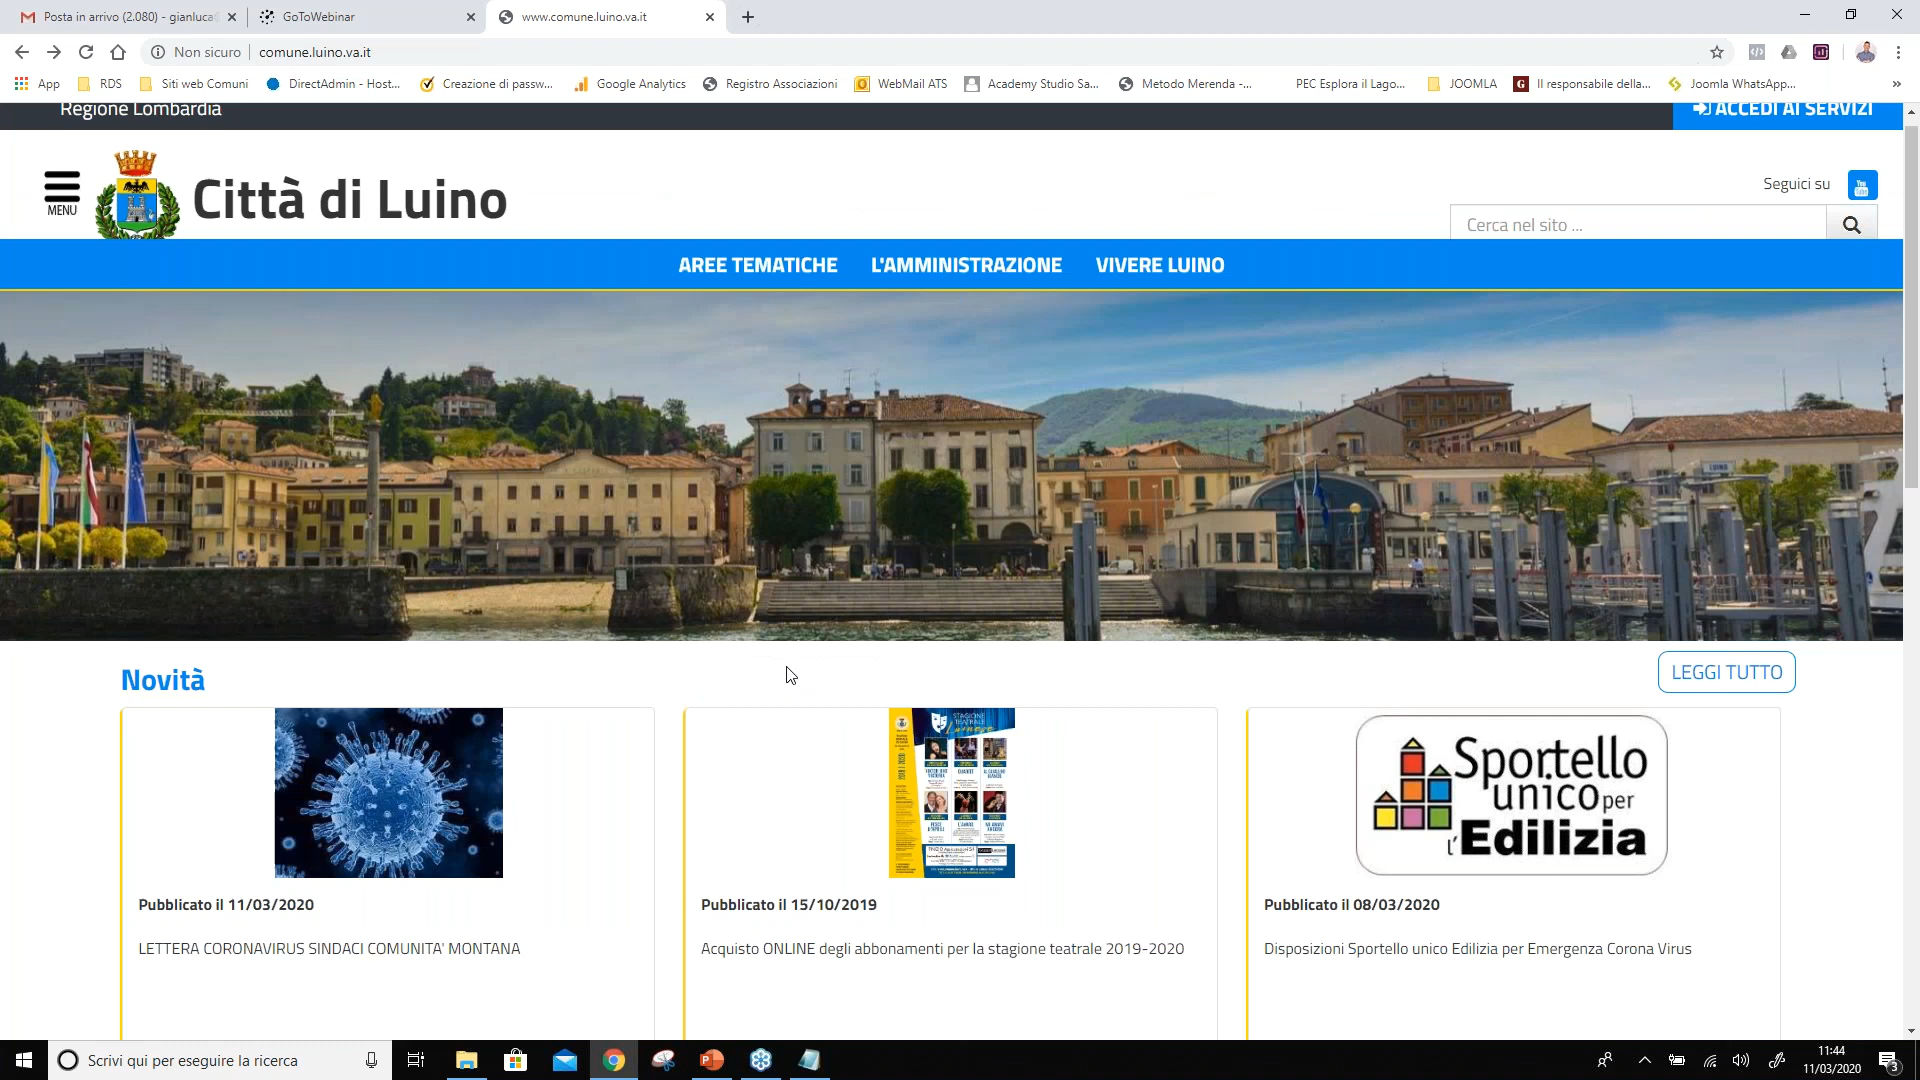 Posta in arrivo (2.080) - gianluca
GoToWebinar
www.comune.luino.va.it
Non sicuro
comune.luino.va.it
App
RDS
Siti web Comuni
DirectAdmin - Host...
Creazione di passw...
Google Analytics
Registro Associazioni
WebMail ATS
Academy Studio Sa...
Metodo Merenda -...
PEC Esplora il Lago...
JOOMLA
Il responsabile della...
Joomla WhatsApp...
»
Regione Lombardia
ACCEDI AI SERVIZI
MENU
Città di Luino
Seguici su
Cerca nel sito ...
AREE TEMATICHE
L'AMMINISTRAZIONE
VIVERE LUINO
LUINO
Novità
LEGGI TUTTO
STAGIONE
TEATRALE
Luinese
Sportello
unico per
l'Edilizia
Pubblicato il 11/03/2020
Pubblicato il 15/10/2019
Pubblicato il 08/03/2020
LETTERA CORONAVIRUS SINDACI COMUNITA' MONTANA
Acquisto ONLINE degli abbonamenti per la stagione teatrale 2019-2020
Disposizioni Sportello unico Edilizia per Emergenza Corona Virus
Scrivi qui per eseguire la ricerca
11:44
11/03/2020
3